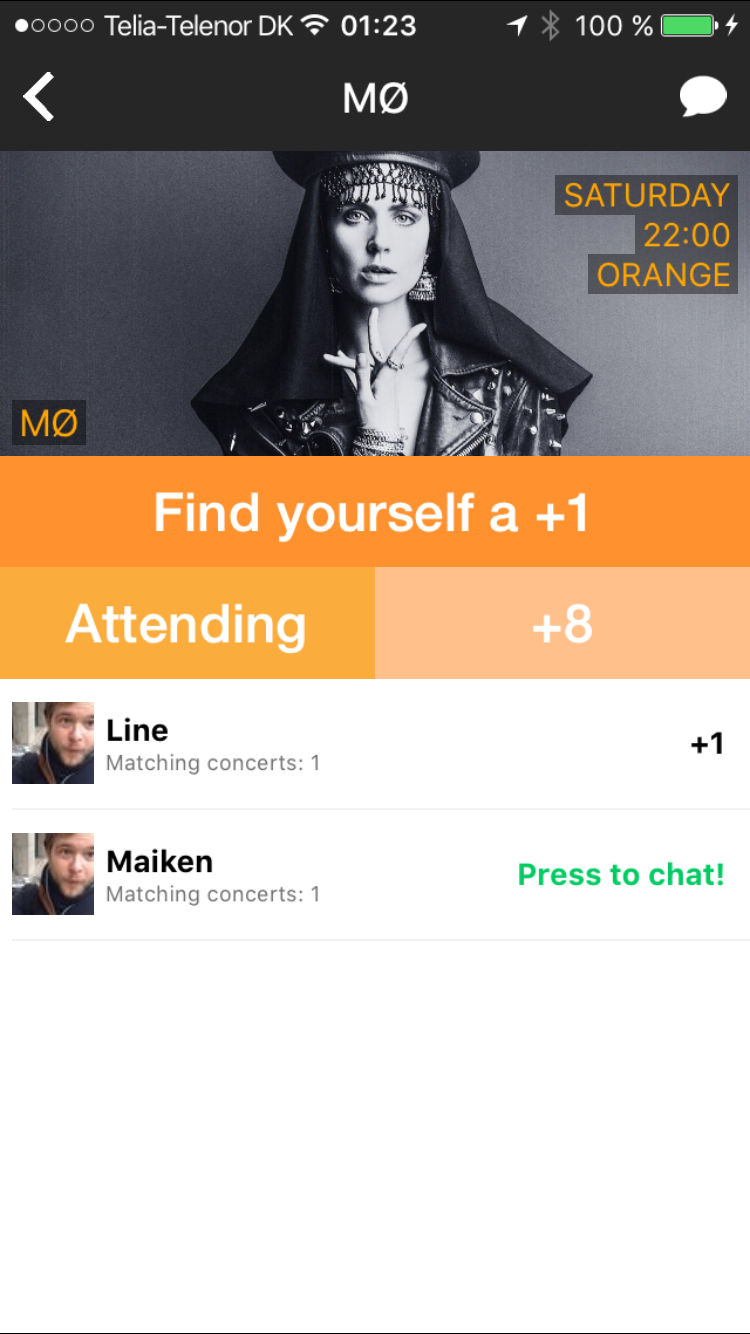 Telia-Telenor DK 01:23 100 %
MØ
SATURDAY
22:00
ORANGE
MØ
Find yourself a +1
Attending
+8
Line
Matching concerts: 1
+1
Maiken
Matching concerts: 1
Press to chat!